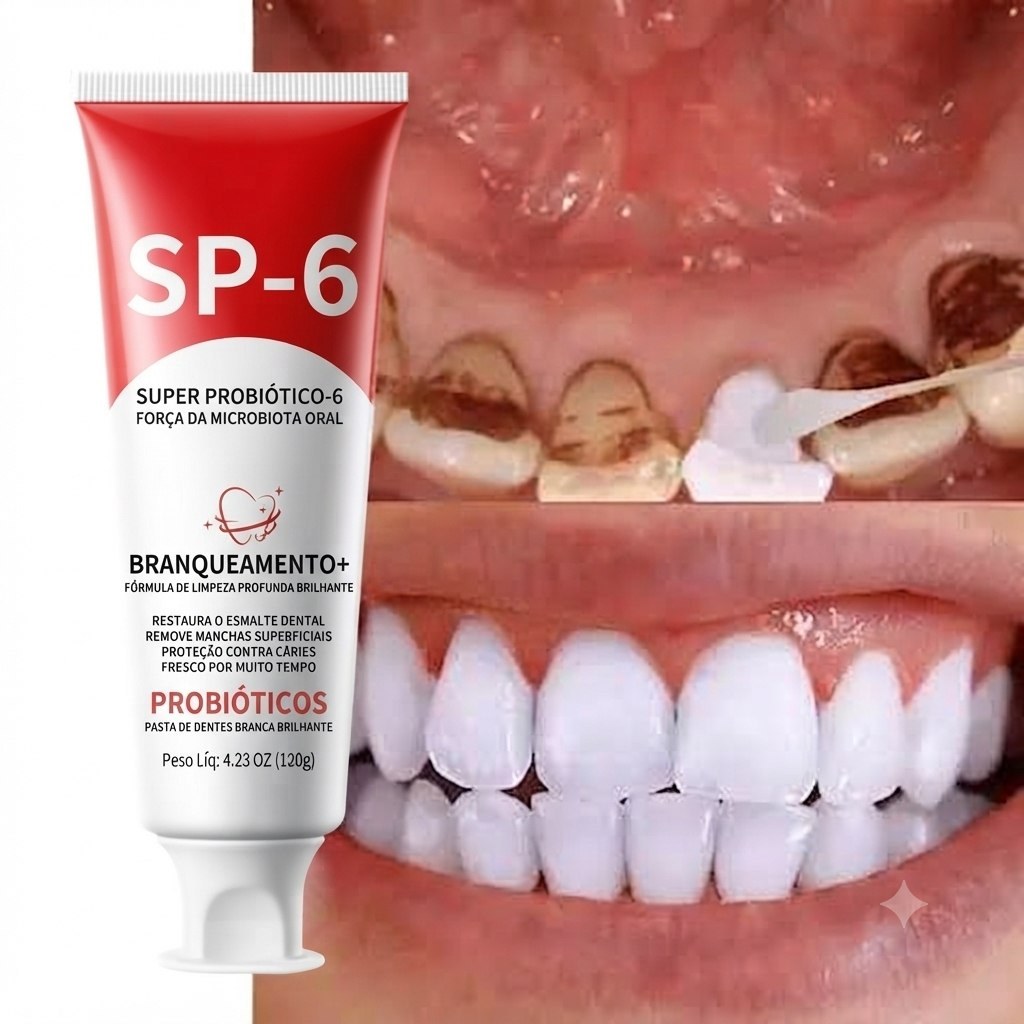 SP-6
SUPER PROBIÓTICO-6
FORÇA DA MICROBIOTA ORAL
BRANQUEAMENTO+
FÓRMULA DE LIMPEZA PROFUNDA BRILHANTE
RESTAURA O ESMALTE DENTAL
REMOVE MANCHAS SUPERFICIAIS
PROTEÇÃO CONTRA CÁRIES
FRESCO POR MUITO TEMPO
PROBIÓTICOS
PASTA DE DENTES BRANCA BRILHANTE
Peso Líq: 4.23 OZ (120g)